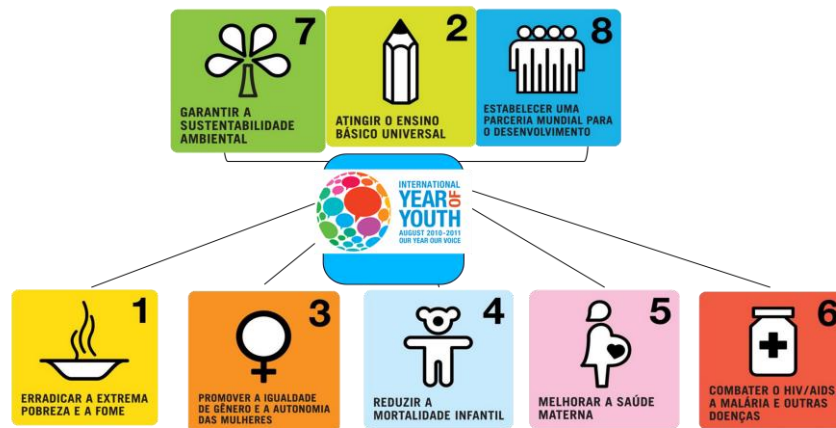 7
GARANTIR A
SUSTENTABILIDADE
AMBIENTAL
2
ATINGIR O ENSINO
BÁSICO UNIVERSAL
8
ESTABELECER UMA
PARCERIA MUNDIAL PARA
O DESENVOLVIMENTO
INTERNATIONAL
YEAR OF
YOUTH
AUGUST 2010-2011
OUR YEAR OUR VOICE
1
ERRADICAR A EXTREMA
POBREZA E A FOME
3
PROMOVER A IGUALDADE
DE GÊNERO E A AUTONOMIA
DAS MULHERES
4
REDUZIR A
MORTALIDADE INFANTIL
5
MELHORAR A SAÚDE
MATERNA
6
COMBATER O HIV/AIDS
A MALÁRIA E OUTRAS
DOENÇAS